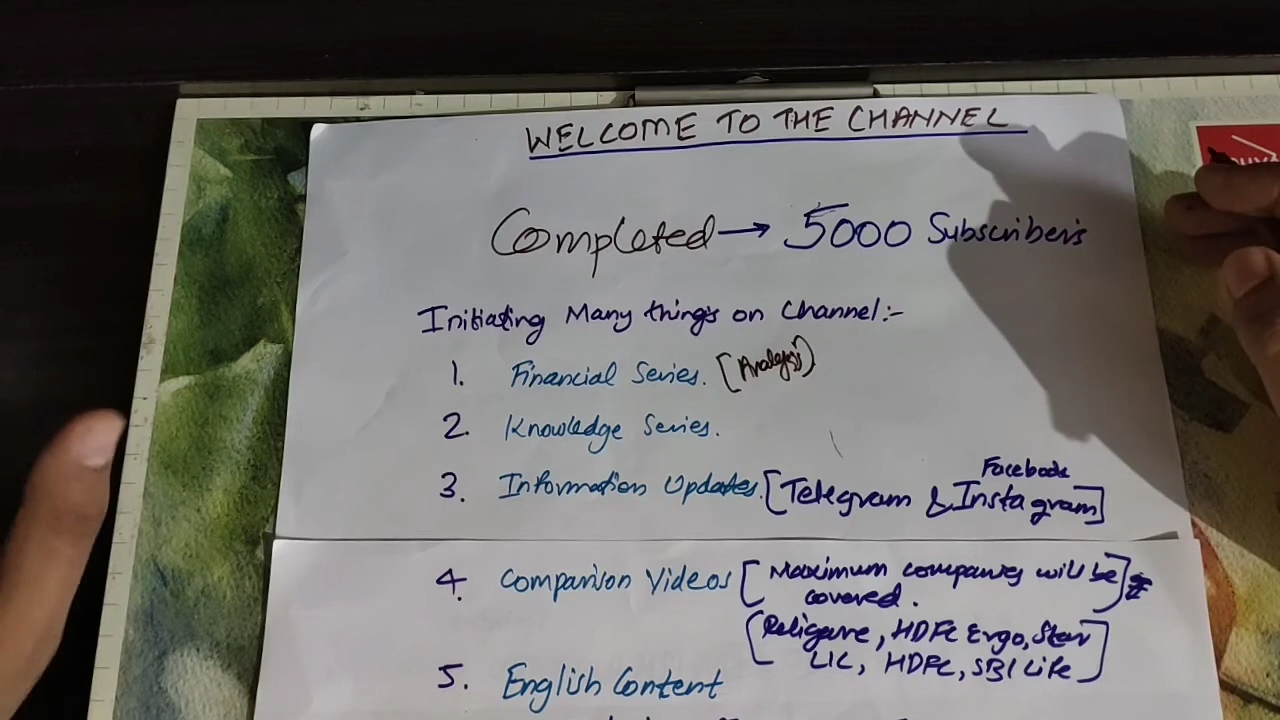 WELCOME TO THE CHANNEL
Completed → 5000 Subscribers
Initiating Many things on Channel:-
1. Financial Series. [Analysis]
2. Knowledge Series.
3. Information Updates. [Telegram & Instagram]
Facebook
4. Comparison Videos [Maximum companies will be
covered.]
[Religare, HDFC Ergo, Star
LIC, HDFC, SBI Life]
5. English Content